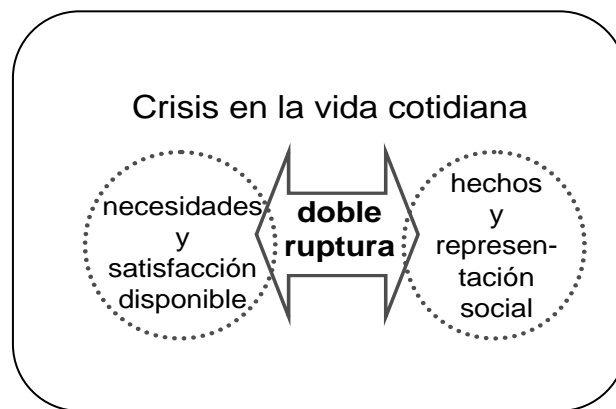 Crisis en la vida cotidiana
necesidades
y
satisfacción
disponible
doble
ruptura
hechos
y
represen-
tación
social